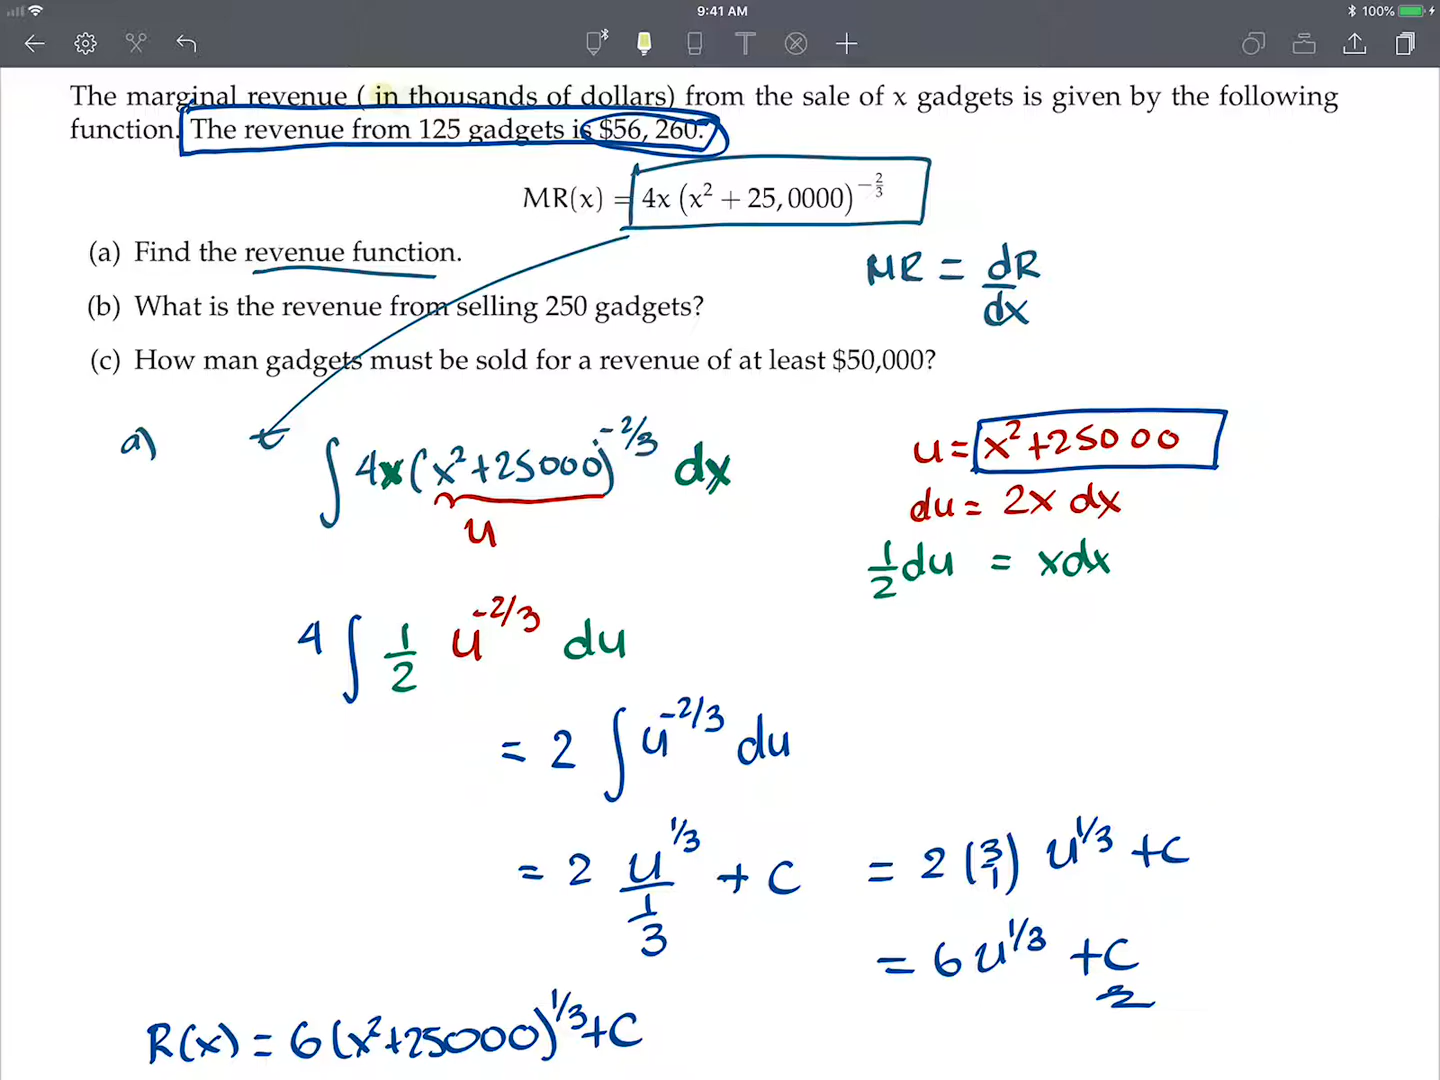 9:41 AM
100%
The marginal revenue ( in thousands of dollars) from the sale of x gadgets is given by the following
function. The revenue from 125 gadgets is $56, 260.
MR(x) = 4x (x² + 25,0000)^{-2/3}
(a) Find the revenue function.
MR = dR/dx
(b) What is the revenue from selling 250 gadgets?
(c) How man gadgets must be sold for a revenue of at least $50,000?
a)
∫ 4x(x²+25000)^{-2/3} dx
u
u = x²+25000
du = 2x dx
1/2 du = xdx
4 ∫ 1/2 u^{-2/3} du
= 2 ∫ u^{-2/3} du
= 2 u^{1/3}/(1/3) + C = 2 (3/1) u^{1/3} + C
= 6u^{1/3} + C
R(x) = 6(x²+25000)^{1/3} + C